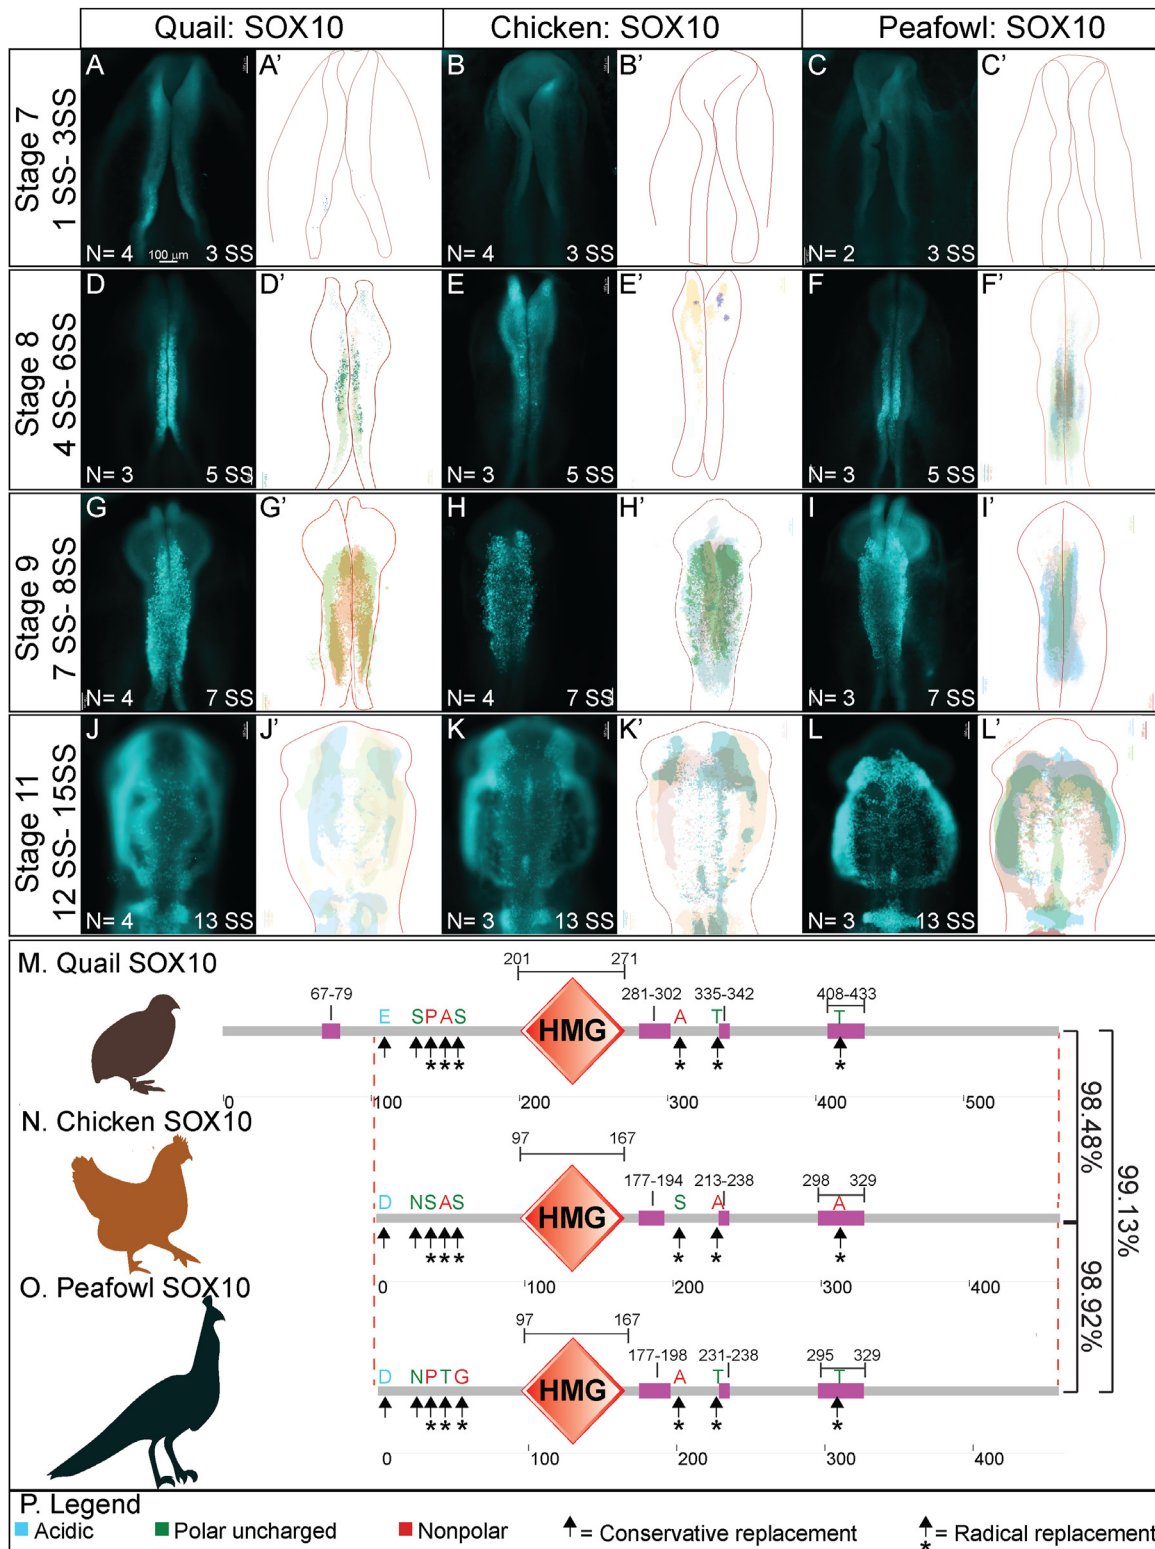 Quail: SOX10
Chicken: SOX10
Peafowl: SOX10
Stage 7
1 SS- 3SS
A
A’
B
B’
C
C’
N= 4
100 µm
3 SS
N= 4
3 SS
N= 2
3 SS
Stage 8
4 SS- 6SS
D
D’
E
E’
F
F’
N= 3
5 SS
N= 3
5 SS
N= 3
5 SS
Stage 9
7 SS- 8SS
G
G’
H
H’
I
I’
N= 4
7 SS
N= 4
7 SS
N= 3
7 SS
Stage 11
12 SS- 15SS
J
J’
K
K’
L
L’
N= 4
13 SS
N= 3
13 SS
N= 3
13 SS
M. Quail SOX10
201 271
67-79 281-302 335-342 408-433
E SPAS HMG A T T
* * * * * *
0 100 200 300 400 500
N. Chicken SOX10
97 167
177-194 213-238 298 329
D NSAS HMG S A A
* * * * * *
0 100 200 300 400
O. Peafowl SOX10
97 167
177-198 231-238 295 329
D NPTG HMG A T T
* * * * * *
0 100 200 300 400
98.48%
98.92%
99.13%
P. Legend
Acidic Polar uncharged Nonpolar = Conservative replacement = Radical replacement
*